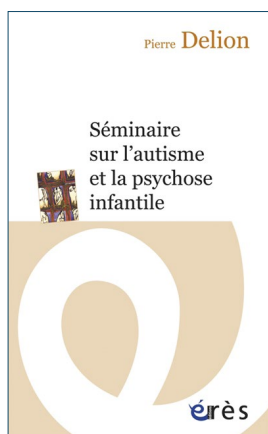 Pierre Delion
Séminaire
sur l'autisme
et la psychose
infantile
érès